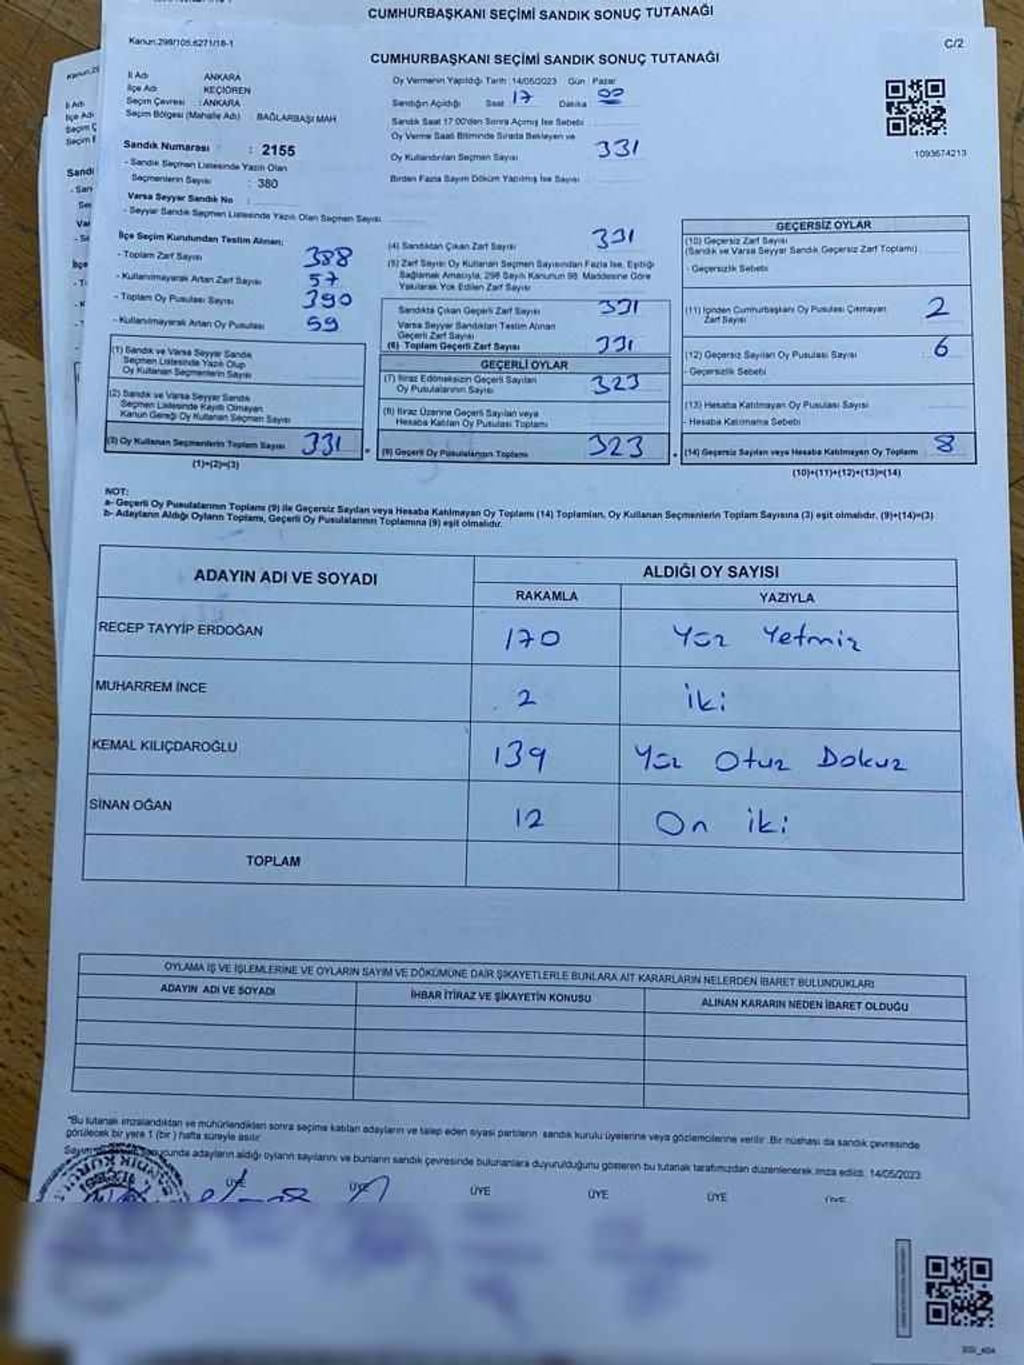 CUMHURBAŞKANI SEÇİMİ SANDIK SONUÇ TUTANAĞI
Kanun:298/105.6271/18-1
C/2
CUMHURBAŞKANI SEÇİMİ SANDIK SONUÇ TUTANAĞI
İl Adı ANKARA
İlçe Adı KEÇİÖREN
Seçim Çevresi : ANKARA
Seçim Bölgesi (Mahalle Adı) BAĞLARBAŞI MAH
Sandık Numarası : 2155
- Sandık Seçmen Listesinde Yazılı Olan
Seçmenlerin Sayısı : 380
Varsa Seyyar Sandık No
- Seyyar Sandık Seçmen Listesinde Yazılı Olan Seçmen Sayısı
Oy Vermenin Yapıldığı Tarih: 14/05/2023 Gün : Pazar
Sandığın Açıldığı Saat 17 Dakika 00
Sandık Saat 17:00'den Sonra Açılmış İse Sebebi
Oy Verme Saati Bitiminde Sırada Bekleyen ve
Oy Kullandırılan Seçmen Sayısı 331
Birden Fazla Sayım Döküm Yapılmış İse Sayısı
1093674213
İlçe Seçim Kurulundan Teslim Alınan;
- Toplam Zarf Sayısı 388
- Kullanılmayarak Artan Zarf Sayısı 57
- Toplam Oy Pusulası Sayısı 390
- Kullanılmayarak Artan Oy Pusulası 59
(1) Sandık ve Varsa Seyyar Sandık
Seçmen Listesinde Yazılı Olup
Oy Kullanan Seçmenlerin Sayısı
(2) Sandık ve Varsa Seyyar Sandık
Seçmen Listesinde Kayıtlı Olmayan
Kanun Gereği Oy Kullanan Seçmen Sayısı
(3) Oy Kullanan Seçmenlerin Toplam Sayısı 331
(1)+(2)=(3)
(4) Sandıktan Çıkan Zarf Sayısı 331
(5) Zarf Sayısı Oy Kullanan Seçmen Sayısından Fazla İse, Eşitliği
Sağlamak Amacıyla, 298 Sayılı Kanunun 98. Maddesine Göre
Yakılarak Yok Edilen Zarf Sayısı
Sandıkta Çıkan Geçerli Zarf Sayısı 331
Varsa Seyyar Sandıktan Teslim Alınan
Geçerli Zarf Sayısı
(6) Toplam Geçerli Zarf Sayısı 331
GEÇERLİ OYLAR
(7) İtiraz Edilmeksizin Geçerli Sayılan
Oy Pusulalarının Sayısı 323
(8) İtiraz Üzerine Geçerli Sayılan veya
Hesaba Katılan Oy Pusulası Toplamı
(9) Geçerli Oy Pusulalarının Toplamı 323
GEÇERSİZ OYLAR
(10) Geçersiz Zarf Sayısı
(Sandık ve Varsa Seyyar Sandık Geçersiz Zarf Toplamı)
- Geçersizlik Sebebi
(11) İçinden Cumhurbaşkanı Oy Pusulası Çıkmayan
Zarf Sayısı 2
(12) Geçersiz Sayılan Oy Pusulası Sayısı : 6
- Geçersizlik Sebebi
(13) Hesaba Katılmayan Oy Pusulası Sayısı
- Hesaba Katılmama Sebebi
(14) Geçersiz Sayılan veya Hesaba Katılmayan Oy Toplamı 8
(10)+(11)+(12)+(13)=(14)
NOT:
a- Geçerli Oy Pusulalarının Toplamı (9) ile Geçersiz Sayılan veya Hesaba Katılmayan Oy Toplamı (14) Toplamları, Oy Kullanan Seçmenlerin Toplam Sayısına (3) eşit olmalıdır. (9)+(14)=(3)
b- Adayların Aldığı Oyların Toplamı, Geçerli Oy Pusulalarının Toplamına (9) eşit olmalıdır.
ADAYIN ADI VE SOYADI ALDIĞI OY SAYISI
RAKAMLA YAZIYLA
RECEP TAYYİP ERDOĞAN 170 Yüz Yetmiz
MUHARREM İNCE 2 iki
KEMAL KILIÇDAROĞLU 139 Yüz Otuz Dokuz
SİNAN OĞAN 12 On iki
TOPLAM
OYLAMA İŞ VE İŞLEMLERİNE VE OYLARIN SAYIM VE DÖKÜMÜNE DAİR ŞİKAYETLERLE BUNLARA AİT KARARLARIN NELERDEN İBARET BULUNDUKLARI
ADAYIN ADI VE SOYADI İHBAR İTİRAZ VE ŞİKAYETİN KONUSU ALINAN KARARIN NEDEN İBARET OLDUĞU
*Bu tutanak imzalandıktan ve mühürlendikten sonra seçime katılan adayların ve talep eden siyasi partilerin sandık kurulu üyelerine veya gözlemcilerine verilir. Bir nüshası da sandık çevresinde
görülecek bir yere 1 (bir) hafta süreyle asılır
adayların aldığı oyların sayılarını ve bunların sandık çevresinde bulunanlara duyurulduğunu gösteren bu tutanak tarafımızdan düzenlenerek imza edildi. 14/05/2023
ÜYE ÜYE ÜYE ÜYE ÜYE